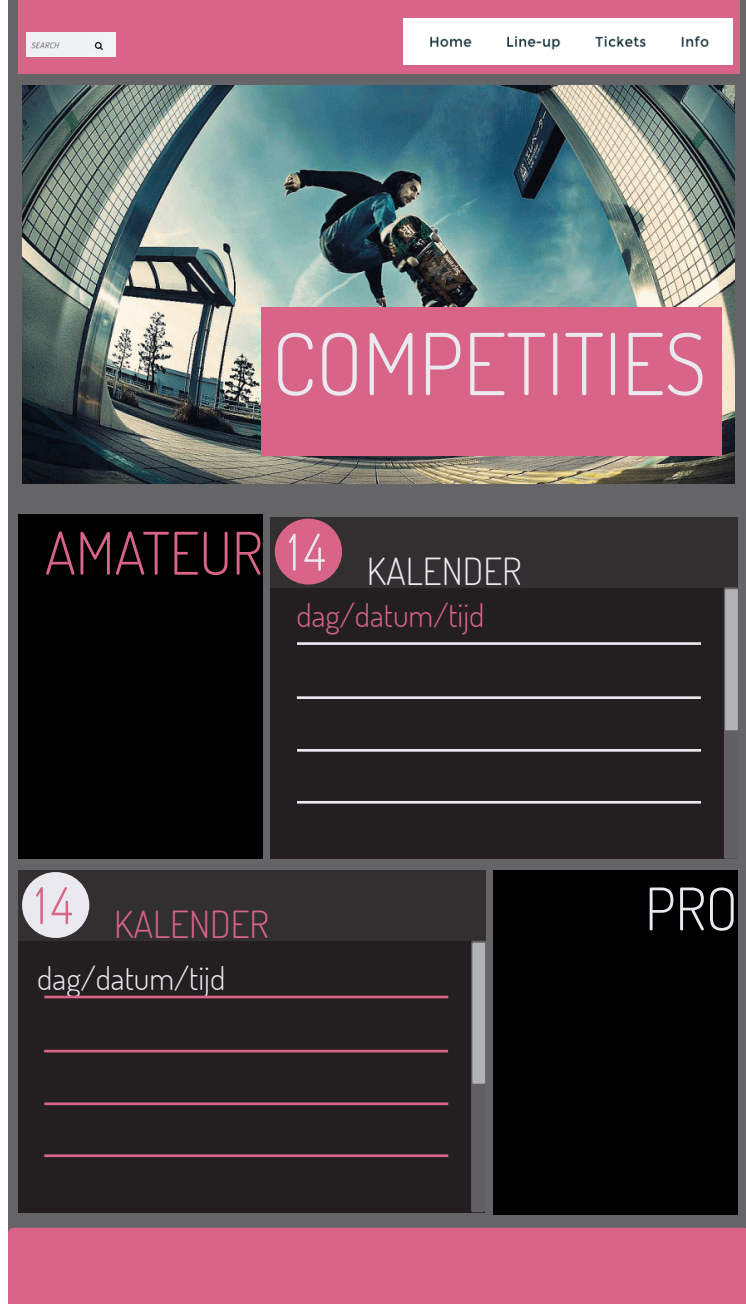 SEARCH
Home Line-up Tickets Info
COMPETITIES
AMATEUR
14 KALENDER
dag/datum/tijd
14 KALENDER
dag/datum/tijd
PRO